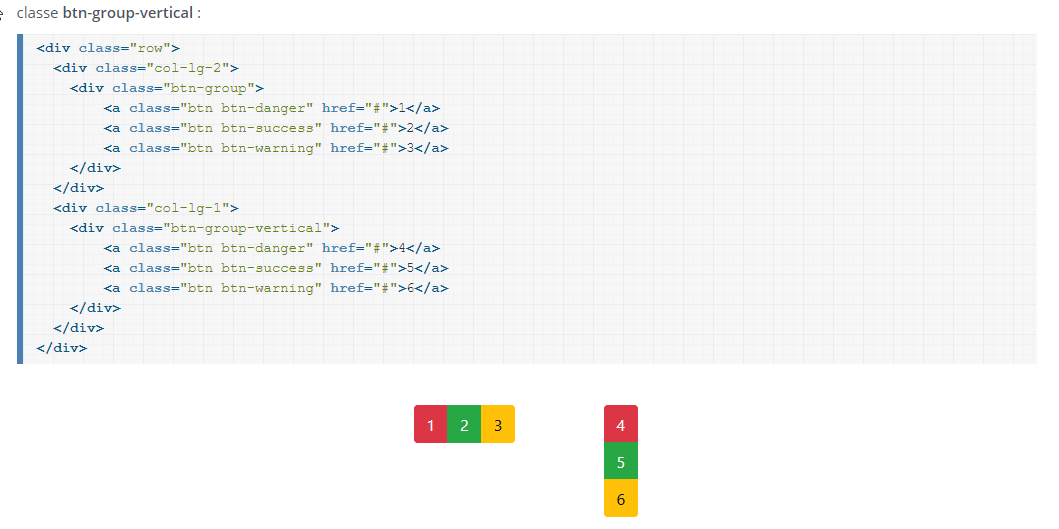 classe btn-group-vertical :
<div class="row">
  <div class="col-lg-2">
    <div class="btn-group">
        <a class="btn btn-danger" href="#">1</a>
        <a class="btn btn-success" href="#">2</a>
        <a class="btn btn-warning" href="#">3</a>
    </div>
  </div>
  <div class="col-lg-1">
    <div class="btn-group-vertical">
        <a class="btn btn-danger" href="#">4</a>
        <a class="btn btn-success" href="#">5</a>
        <a class="btn btn-warning" href="#">6</a>
    </div>
  </div>
</div>
1 2 3 4
5
6